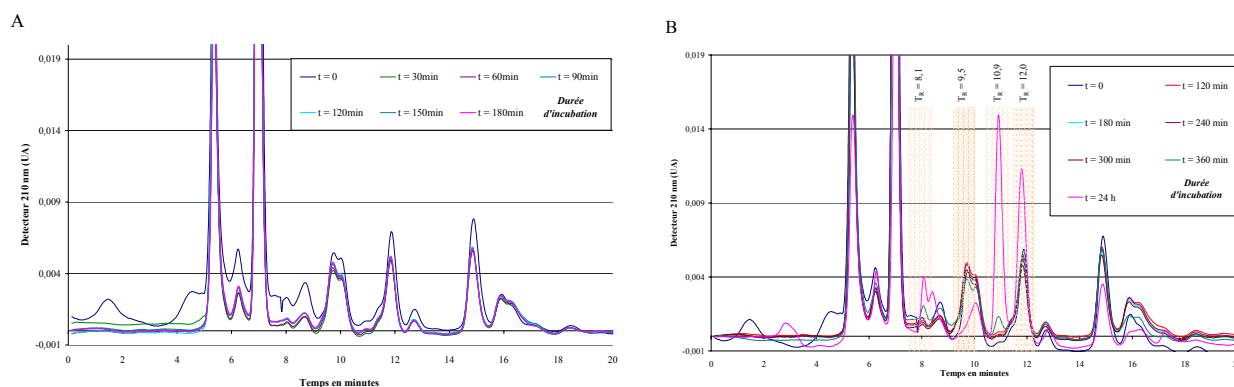 A
Detecteur 210 nm (UA)
0,019
0,014
0,009
0,004
-0,001
t = 0 t = 30min t = 60min t = 90min
t = 120min t = 150min t = 180min Durée d'incubation
0 2 4 6 8 10 12 14 16 18 20
Temps en minutes
B
Detecteur 210 nm (UA)
0,019
0,014
0,009
0,004
-0,001
TR = 8,1
TR = 9,5
TR = 10,9
TR = 12,0
t = 0 t = 120 min
t = 180 min t = 240 min
t = 300 min t = 360 min
t = 24 h Durée d'incubation
0 2 4 6 8 10 12 14 16 18 20
Temps en minutes